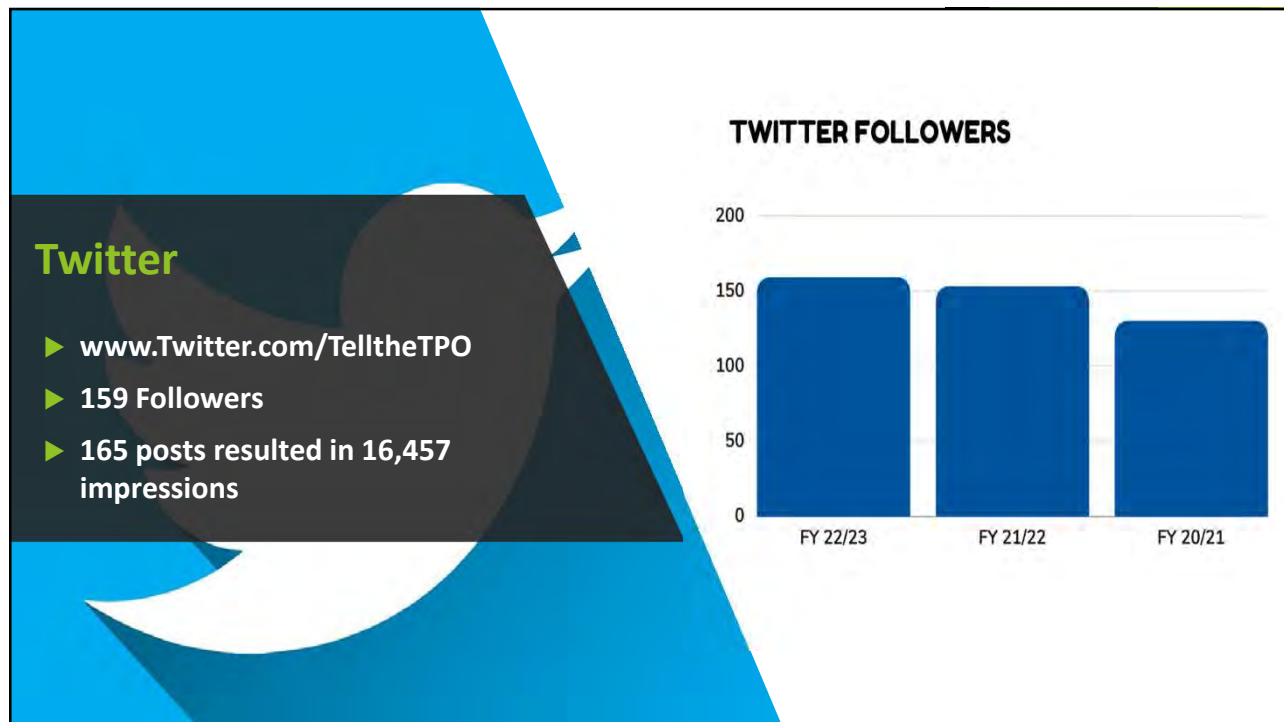 Twitter
www.Twitter.com/TelltheTPO
159 Followers
165 posts resulted in 16,457
impressions
TWITTER FOLLOWERS
200
150
100
50
0
FY 22/23
FY 21/22
FY 20/21